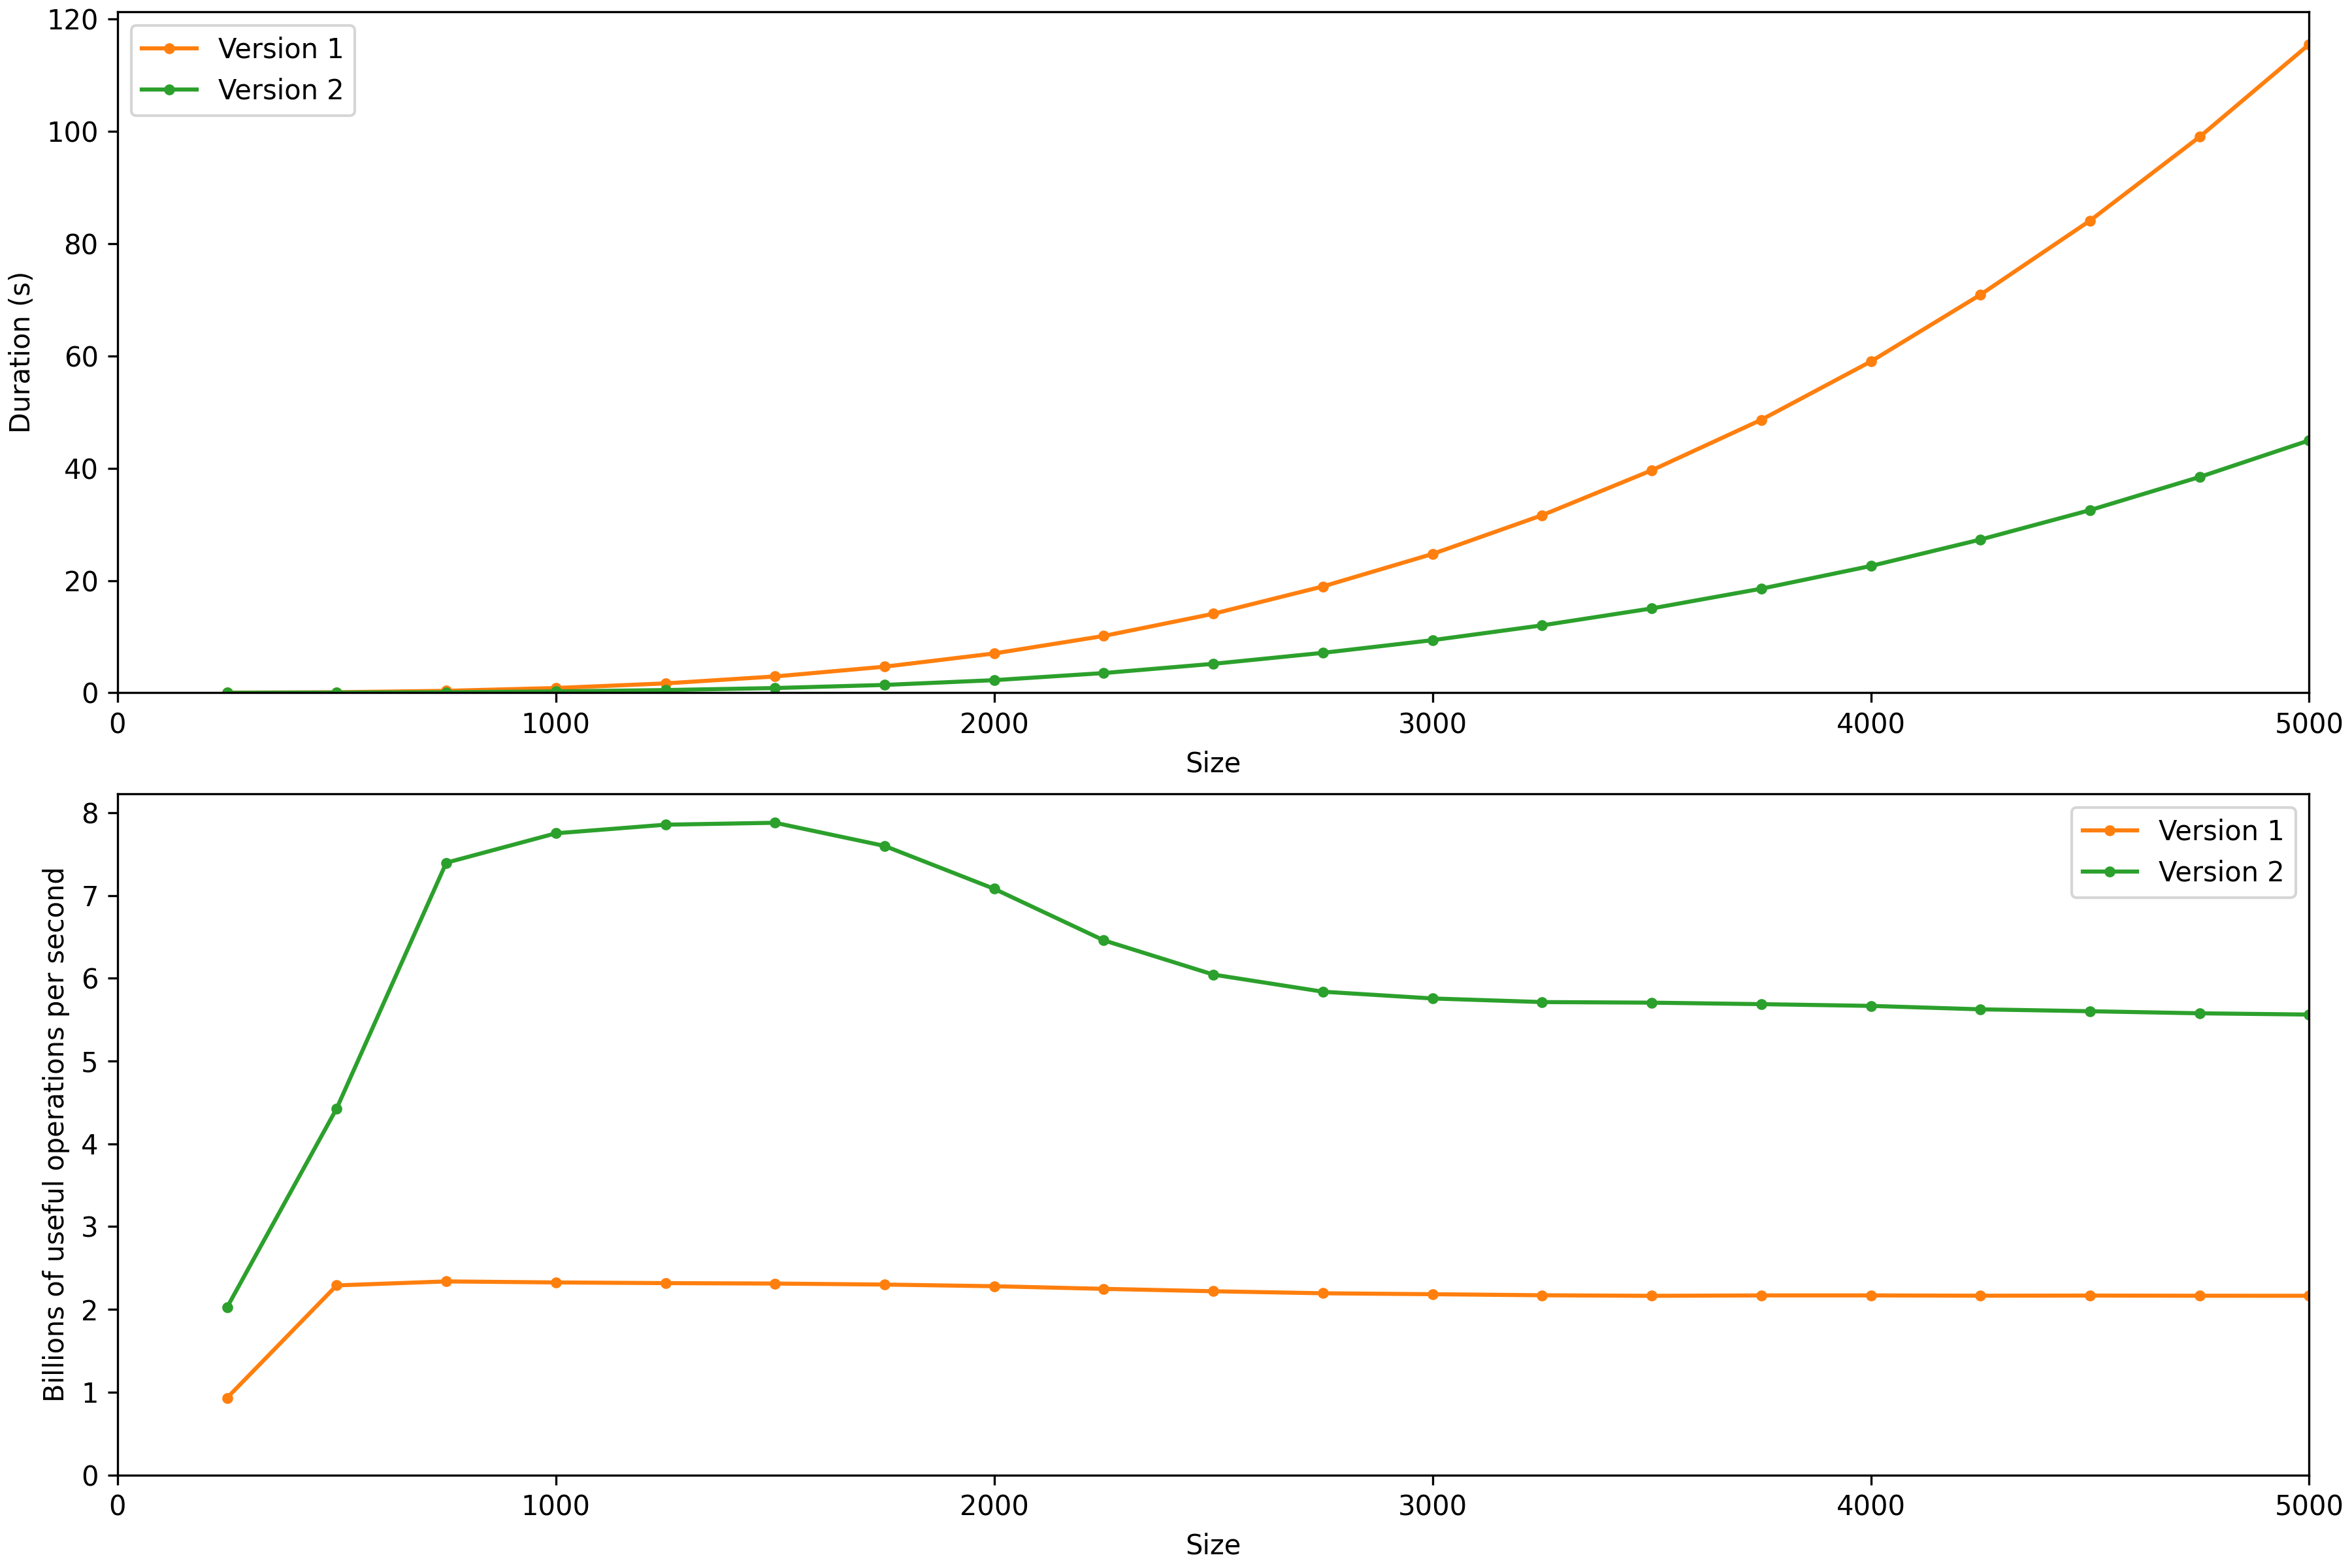 120
100
80
60
40
20
0
Duration (s)
Version 1
Version 2
0 1000 2000 3000 4000 5000
Size
8
7
6
5
4
3
2
1
0
Billions of useful operations per second
Version 1
Version 2
0 1000 2000 3000 4000 5000
Size